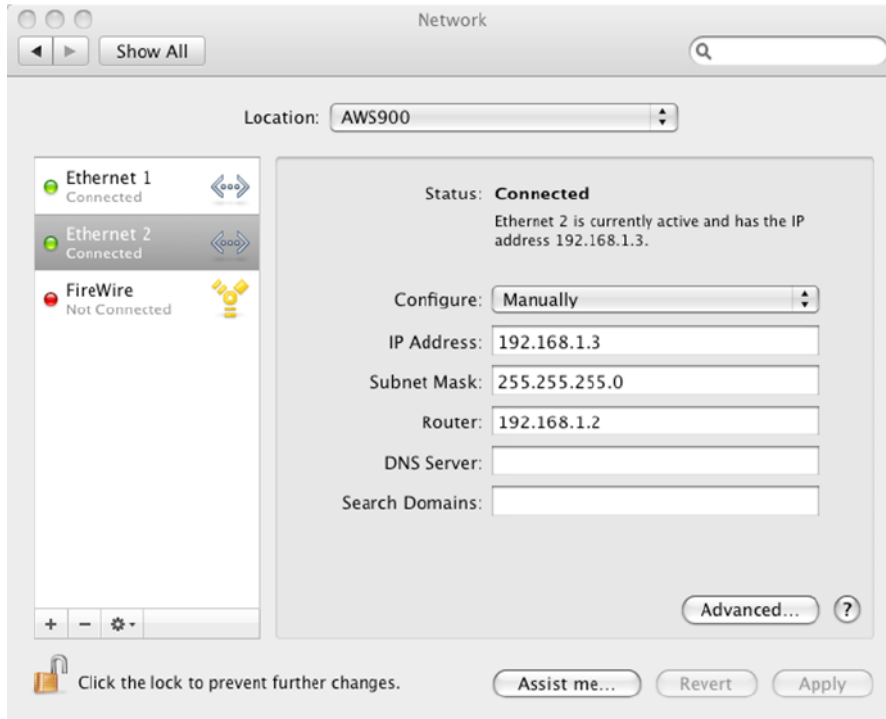 Network
Show All
Location: AWS900
Ethernet 1
Connected
Ethernet 2
Connected
FireWire
Not Connected
Status: Connected
Ethernet 2 is currently active and has the IP
address 192.168.1.3.
Configure: Manually
IP Address: 192.168.1.3
Subnet Mask: 255.255.255.0
Router: 192.168.1.2
DNS Server:
Search Domains:
Advanced... ?
Click the lock to prevent further changes.
Assist me... Revert Apply